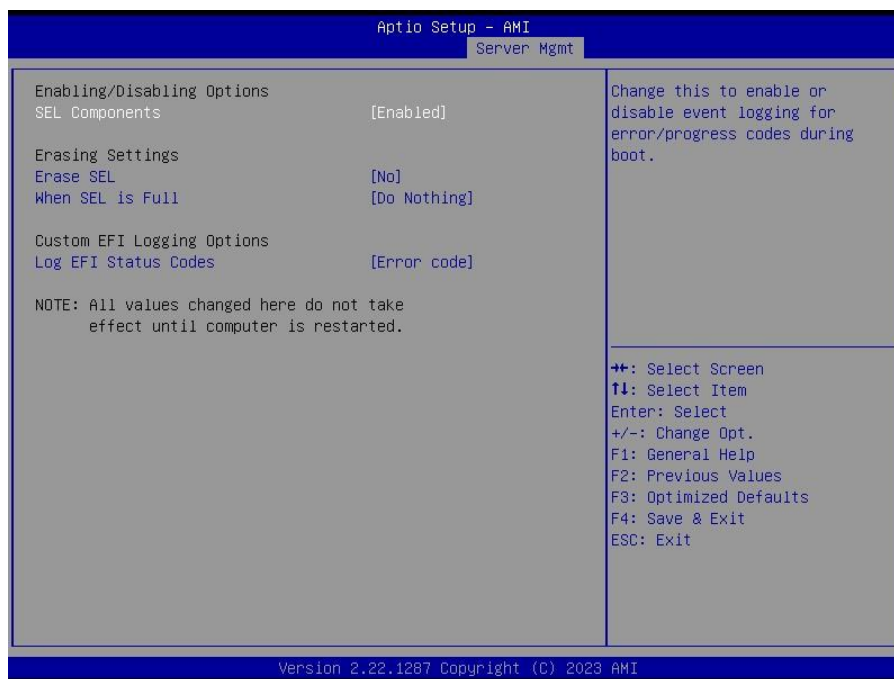 Aptio Setup – AMI
Server Mgmt
Enabling/Disabling Options
SEL Components [Enabled]
Erasing Settings
Erase SEL [No]
When SEL is Full [Do Nothing]
Custom EFI Logging Options
Log EFI Status Codes [Error code]
NOTE: All values changed here do not take
effect until computer is restarted.
Change this to enable or
disable event logging for
error/progress codes during
boot.
→←: Select Screen
↑↓: Select Item
Enter: Select
+/-: Change Opt.
F1: General Help
F2: Previous Values
F3: Optimized Defaults
F4: Save & Exit
ESC: Exit
Version 2.22.1287 Copyright (C) 2023 AMI